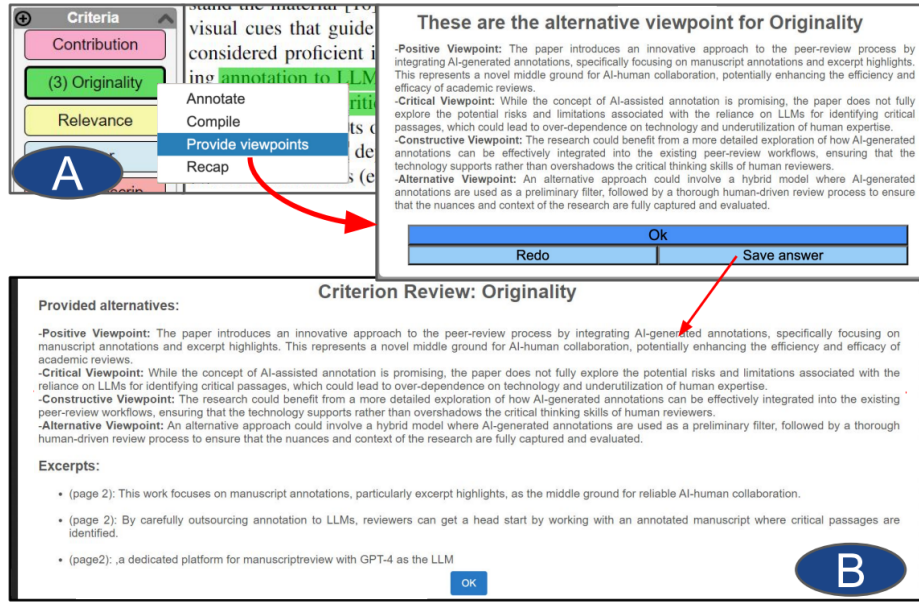 Criteria
Contribution
(3) Originality
Relevance
A
visual cues that guide
considered proficient i
ing annotation to LLM
Annotate
Compile
Provide viewpoints
Recap
These are the alternative viewpoint for Originality
-Positive Viewpoint: The paper introduces an innovative approach to the peer-review process by
integrating AI-generated annotations, specifically focusing on manuscript annotations and excerpt highlights.
This represents a novel middle ground for AI-human collaboration, potentially enhancing the efficiency and
efficacy of academic reviews.
-Critical Viewpoint: While the concept of AI-assisted annotation is promising, the paper does not fully
explore the potential risks and limitations associated with the reliance on LLMs for identifying critical
passages, which could lead to over-dependence on technology and underutilization of human expertise.
-Constructive Viewpoint: The research could benefit from a more detailed exploration of how AI-generated
annotations can be effectively integrated into the existing peer-review workflows, ensuring that the
technology supports rather than overshadows the critical thinking skills of human reviewers.
-Alternative Viewpoint: An alternative approach could involve a hybrid model where AI-generated
annotations are used as a preliminary filter, followed by a thorough human-driven review process to ensure
that the nuances and context of the research are fully captured and evaluated.
Ok
Redo
Save answer
Criterion Review: Originality
Provided alternatives:
-Positive Viewpoint: The paper introduces an innovative approach to the peer-review process by integrating AI-generated annotations, specifically focusing on
manuscript annotations and excerpt highlights. This represents a novel middle ground for AI-human collaboration, potentially enhancing the efficiency and efficacy of
academic reviews.
-Critical Viewpoint: While the concept of AI-assisted annotation is promising, the paper does not fully explore the potential risks and limitations associated with the
reliance on LLMs for identifying critical passages, which could lead to over-dependence on technology and underutilization of human expertise.
-Constructive Viewpoint: The research could benefit from a more detailed exploration of how AI-generated annotations can be effectively integrated into the existing
peer-review workflows, ensuring that the technology supports rather than overshadows the critical thinking skills of human reviewers.
-Alternative Viewpoint: An alternative approach could involve a hybrid model where AI-generated annotations are used as a preliminary filter, followed by a thorough
human-driven review process to ensure that the nuances and context of the research are fully captured and evaluated.
Excerpts:
• (page 2): This work focuses on manuscript annotations, particularly excerpt highlights, as the middle ground for reliable AI-human collaboration.
• (page 2): By carefully outsourcing annotation to LLMs, reviewers can get a head start by working with an annotated manuscript where critical passages are
identified.
• (page2): ,a dedicated platform for manuscriptreview with GPT-4 as the LLM
OK
B